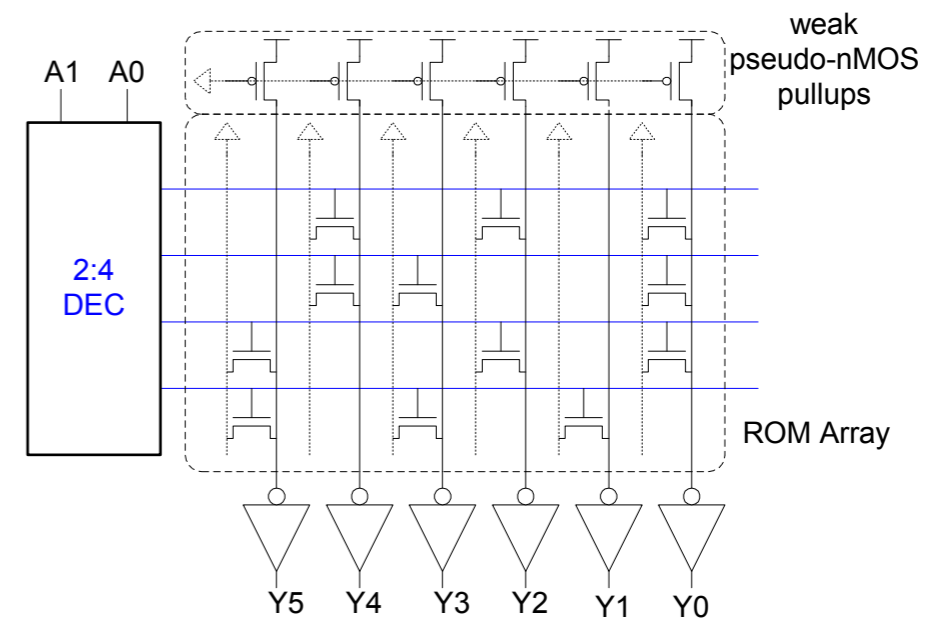 weak
pseudo-nMOS
pullups
A1 A0
2:4
DEC
ROM Array
Y5 Y4 Y3 Y2 Y1 Y0